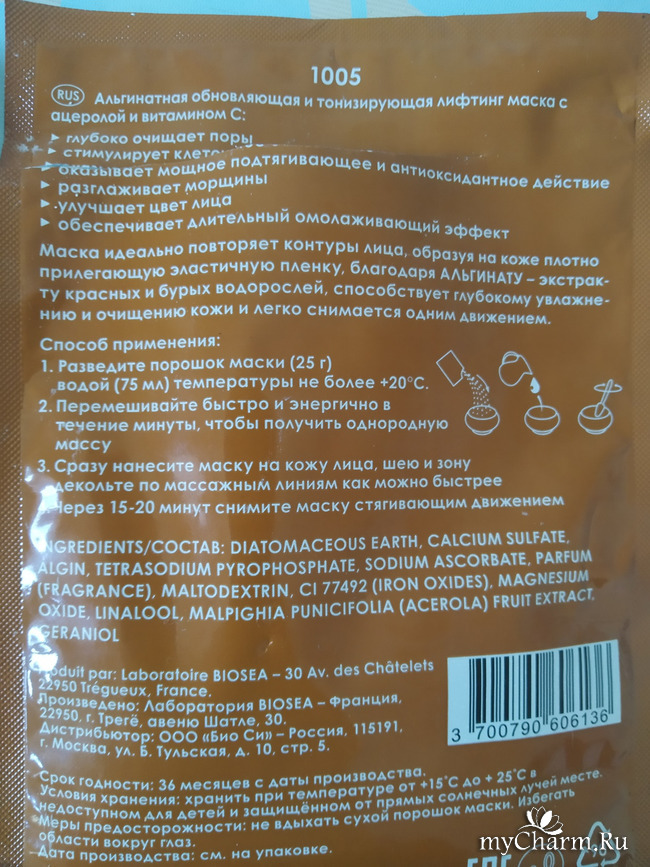 1005
RUS Альгинатная обновляющая и тонизирующая лифтинг маска с
ацеролой и витамином С:
▸ глубоко очищает поры
▸ стимулирует
▸ оказывает мощное подтягивающее и антиоксидантное действие
▸ разглаживает морщины
▸ улучшает цвет лица
▸ обеспечивает длительный омолаживающий эффект
Маска идеально повторяет контуры лица, образуя на коже плотно
прилегающую эластичную пленку, благодаря АЛЬГИНАТУ – экстрак-
ту красных и бурых водорослей, способствует глубокому увлажне-
нию и очищению кожи и легко снимается одним движением.
Способ применения:
1. Разведите порошок маски (25 г)
водой (75 мл) температуры не более +20°С.
2. Перемешивайте быстро и энергично в
течение минуты, чтобы получить однородную
массу
3. Сразу нанесите маску на кожу лица, шею и зону
декольте по массажным линиям как можно быстрее
4. Через 15-20 минут снимите маску стягивающим движением
INGREDIENTS/СОСТАВ: DIATOMACEOUS EARTH, CALCIUM SULFATE,
ALGIN, TETRASODIUM PYROPHOSPHATE, SODIUM ASCORBATE, PARFUM
(FRAGRANCE), MALTODEXTRIN, CI 77492 (IRON OXIDES), MAGNESIUM
OXIDE, LINALOOL, MALPIGHIA PUNICIFOLIA (ACEROLA) FRUIT EXTRACT,
GERANIOL
Produit par: Laboratoire BIOSEA – 30 Av. des Châtelets
22950 Trégueux, France.
Произведено: Лаборатория BIOSEA – Франция,
22950, г. Трегё, авеню Шатле, 30.
Дистрибьютор: ООО «Био Си» – Россия, 115191,
г. Москва, ул. Б. Тульская, д. 10, стр. 5.
3 700790 606136
Срок годности: 36 месяцев с даты производства.
Условия хранения: хранить при температуре от +15°С до + 25°С в
недоступном для детей и защищённом от прямых солнечных лучей месте.
Меры предосторожности: не вдыхать сухой порошок маски. Избегать
области вокруг глаз.
Дата производства: см. на упаковке.
myCharm.Ru